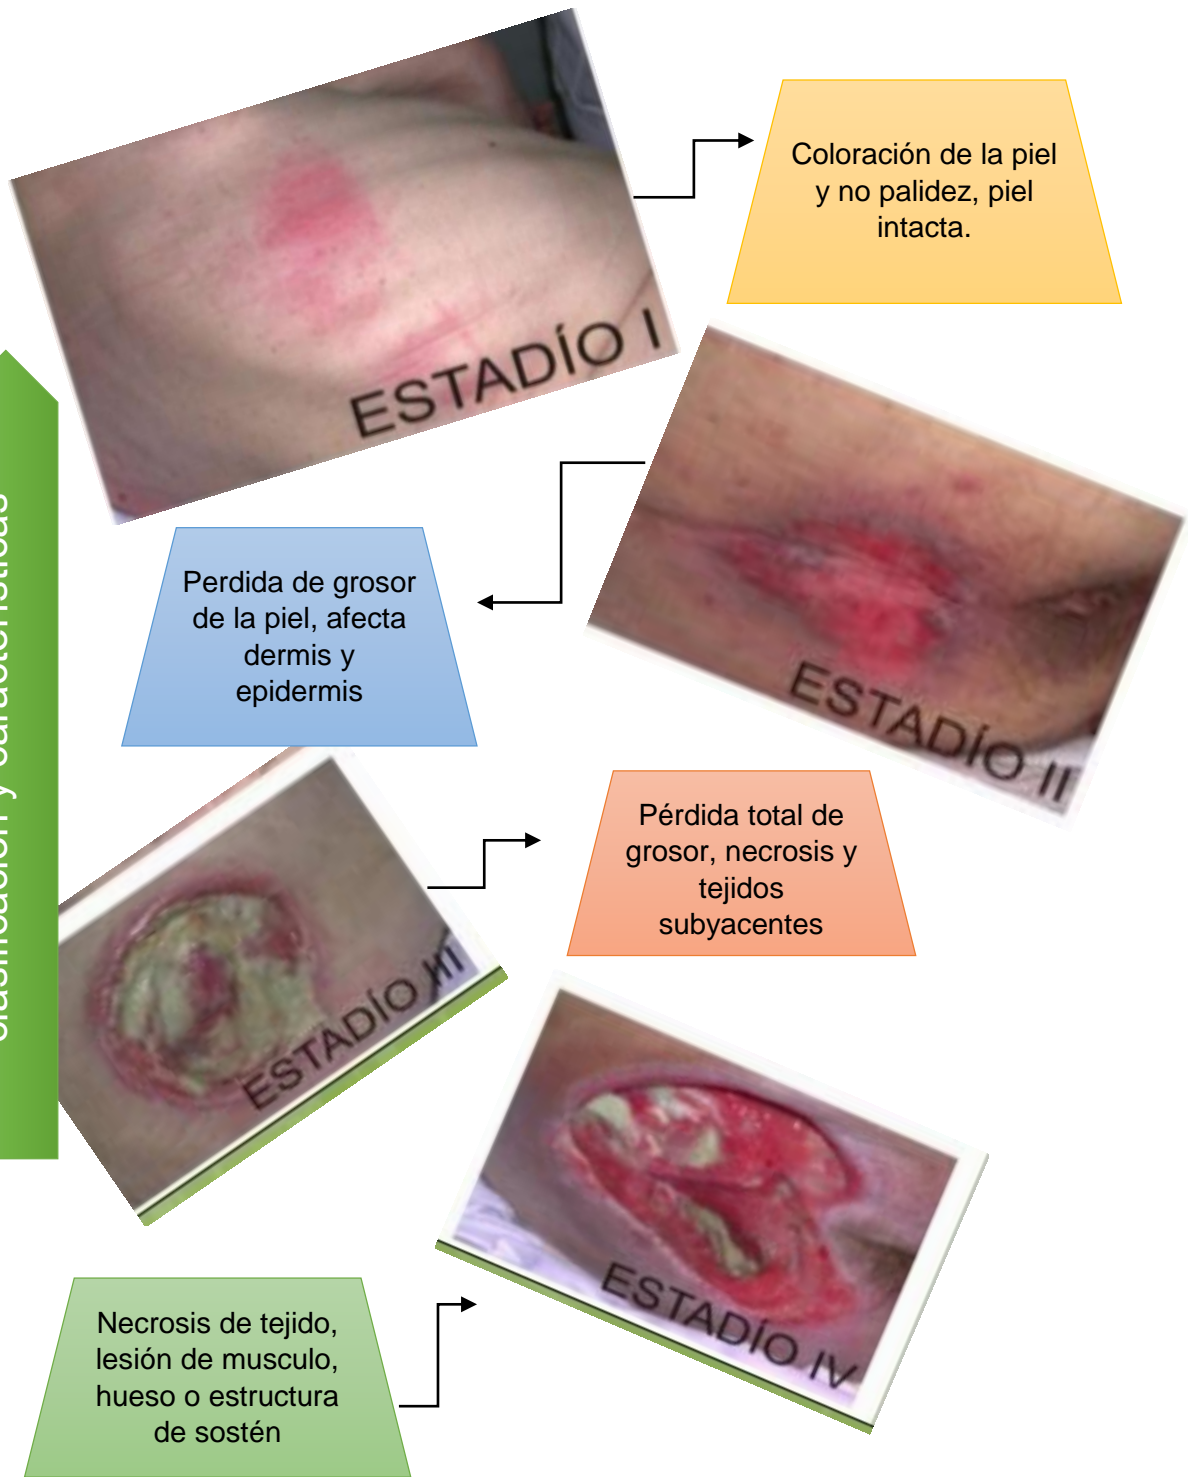 Coloración de la piel
y no palidez, piel
intacta.
ESTADÍO I
Perdida de grosor
de la piel, afecta
dermis y
epidermis
ESTADÍO II
Pérdida total de
grosor, necrosis y
tejidos
subyacentes
ESTADÍO III
clasificación y características
Necrosis de tejido,
lesión de musculo,
hueso o estructura
de sostén
ESTADÍO IV